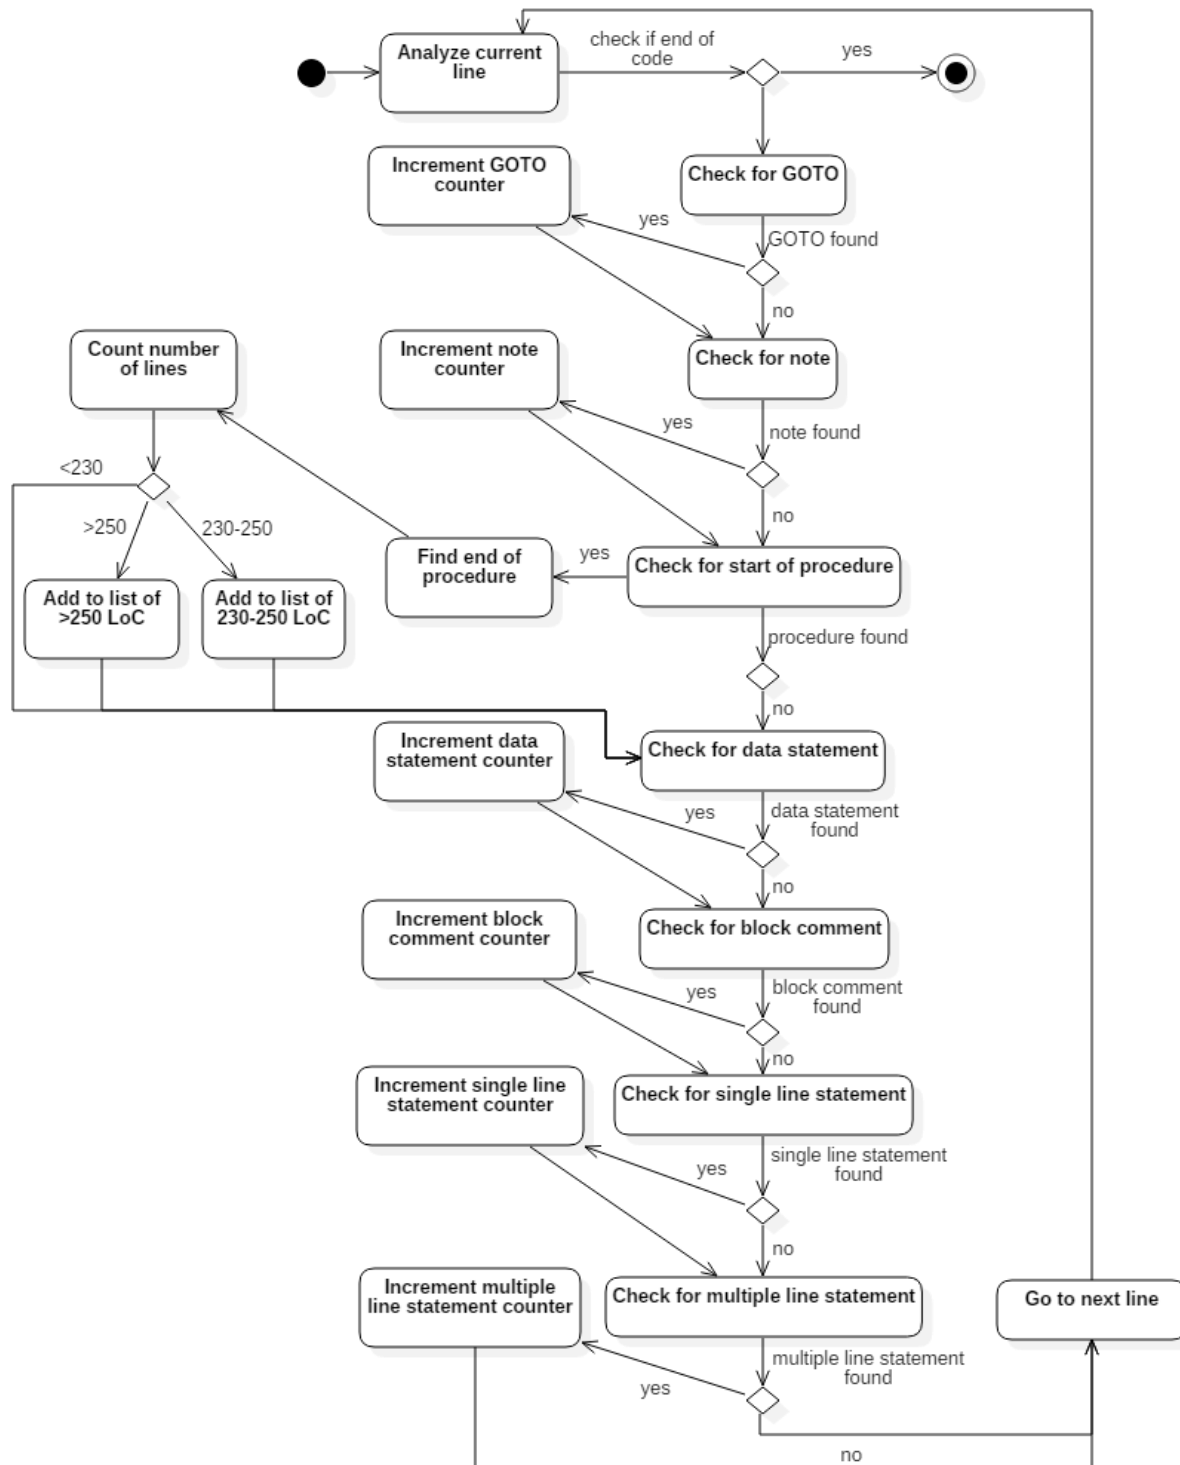 Analyze current
line
check if end of
code
yes
Increment GOTO
counter
Check for GOTO
yes
GOTO found
no
Count number
of lines
Increment note
counter
Check for note
yes
note found
<230
no
>250
230-250
Find end of
procedure
yes
Check for start of procedure
Add to list of
>250 LoC
Add to list of
230-250 LoC
procedure found
no
Increment data
statement counter
Check for data statement
yes
data statement
found
no
Increment block
comment counter
Check for block comment
yes
block comment
found
no
Increment single line
statement counter
Check for single line statement
yes
single line statement
found
no
Increment multiple
line statement counter
Check for multiple line statement
Go to next line
yes
multiple line statement
found
no